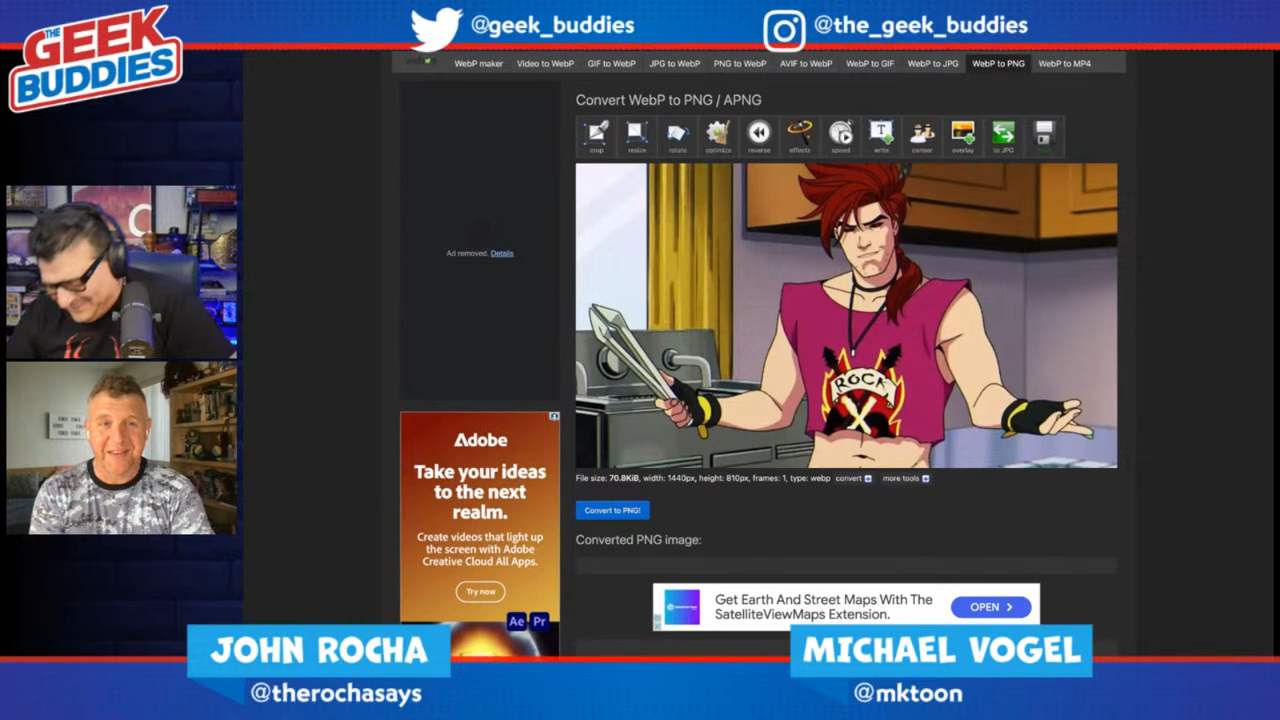 THE
GEEK
BUDDIES
@geek_buddies
@the_geek_buddies
WebP maker
Video to WebP
GIF to WebP
JPG to WebP
PNG to WebP
AVIF to WebP
WebP to GIF
WebP to JPG
WebP to PNG
WebP to MP4
Convert WebP to PNG / APNG
crop
resize
rotate
optimize
reverse
effects
speed
write
censor
overlay
to JPG
Ad removed. Details
ROCK
File size: 70.8KiB, width: 1440px, height: 810px, frames: 1, type: webp
convert
more tools
Convert to PNG!
Converted PNG image:
Adobe
Take your ideas
to the next
realm.
Create videos that light up
the screen with Adobe
Creative Cloud All Apps.
Try now
Ae
Pr
Get Earth And Street Maps With The
SatelliteViewMaps Extension.
OPEN >
JOHN ROCHA
@therochasays
MICHAEL VOGEL
@mktoon